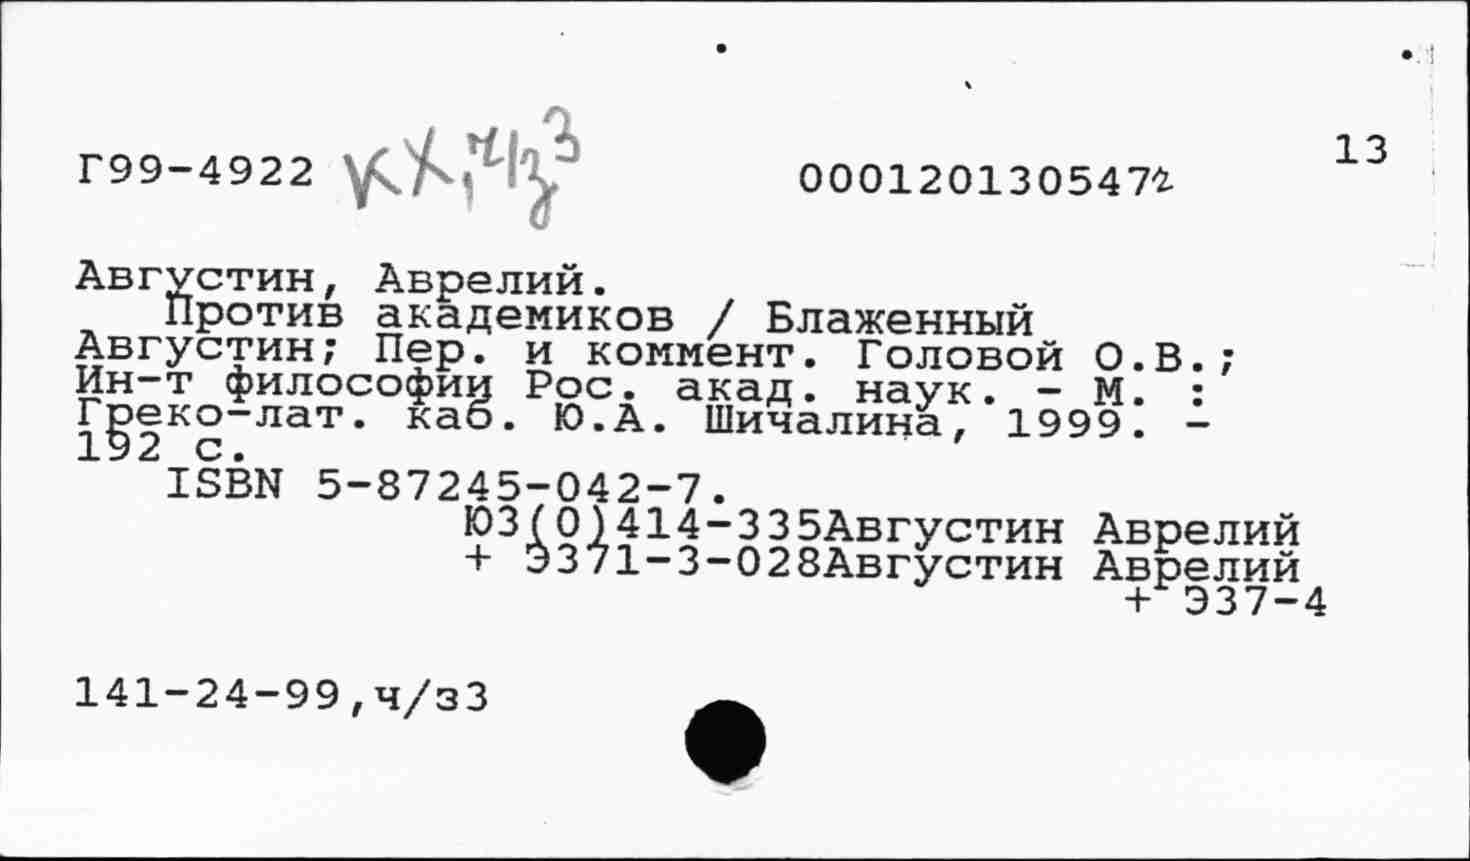 13
Г99-4922 КХ, ч/з3 000120130547г
Августин, Аврелий.
Против академиков / Блаженный
Августин; Пер. и коммент. Головой О.В.;
Ин-т философии Рос. акад. наук. - М. :
Греко-лат. каб. Ю.А. Шичалина, 1999. -
192 с.
ISBN 5-87245-042-7.
Ю3(0)414-335Августин Аврелий
+ Э371-3-028Августин Аврелий
+ Э37-4
141-24-99,ч/з3